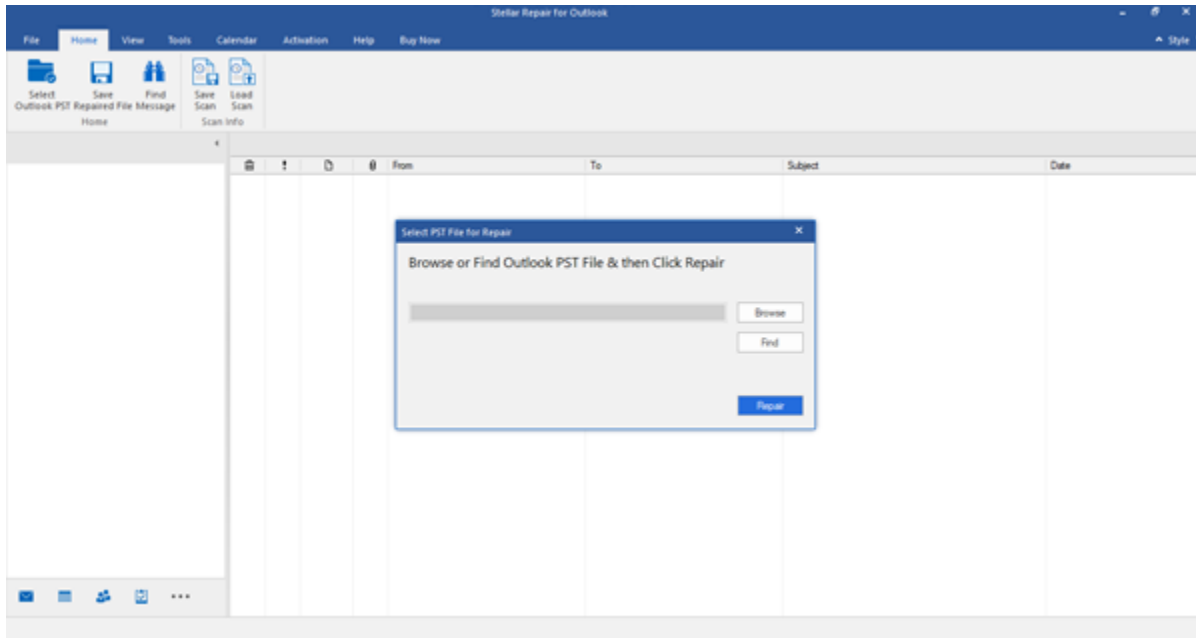 Stellar Repair for Outlook
File Home View Tools Calendar Activation Help Buy Now Style
Select Save Find Save Load
Outlook PST Repaired File Message Scan Scan
Home Scan Info
From To Subject Date
Select PST File for Repair
Browse or Find Outlook PST File & then Click Repair
Browse
Find
Repair